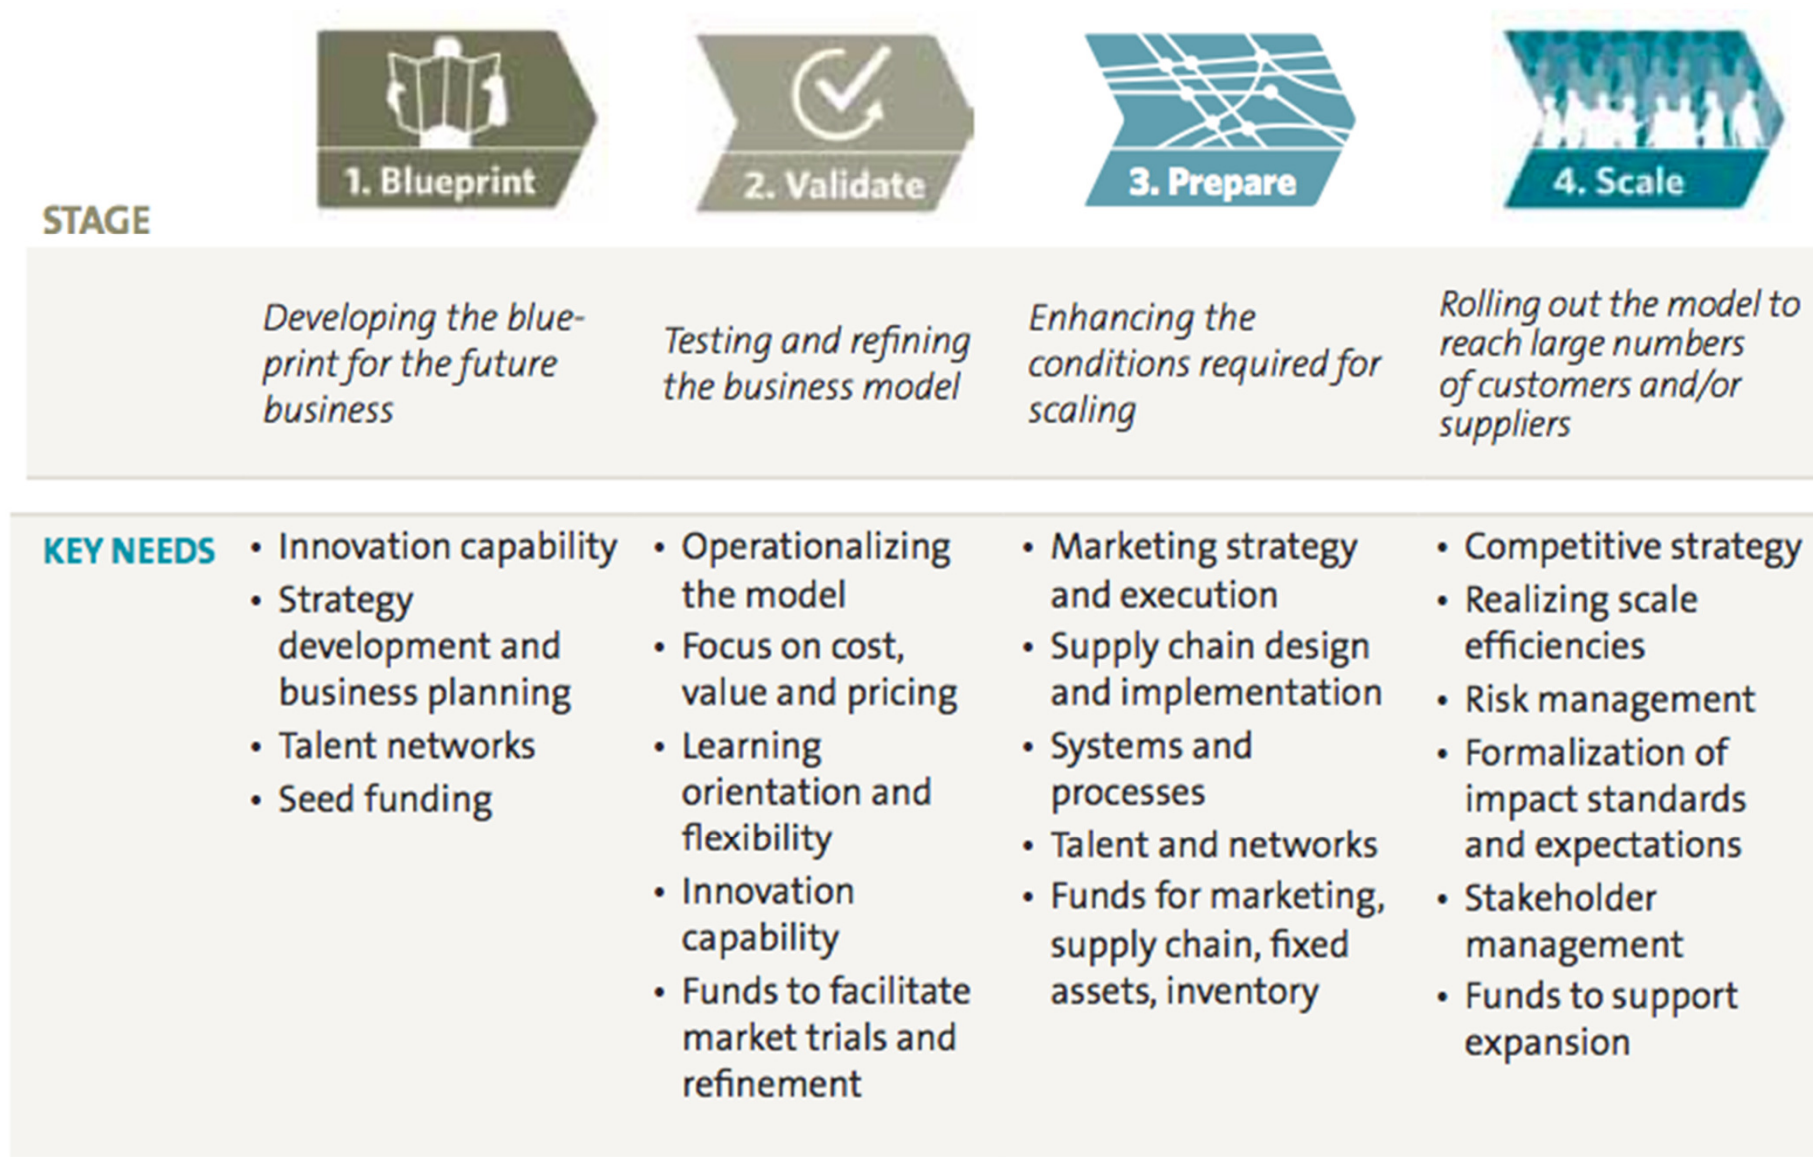 1. Blueprint
2. Validate
3. Prepare
4. Scale
STAGE
Developing the blue-
print for the future
business
Testing and refining
the business model
Enhancing the
conditions required for
scaling
Rolling out the model to
reach large numbers
of customers and/or
suppliers
KEY NEEDS
• Innovation capability
• Strategy
development and
business planning
• Talent networks
• Seed funding
• Operationalizing
the model
• Focus on cost,
value and pricing
• Learning
orientation and
flexibility
• Innovation
capability
• Funds to facilitate
market trials and
refinement
• Marketing strategy
and execution
• Supply chain design
and implementation
• Systems and
processes
• Talent and networks
• Funds for marketing,
supply chain, fixed
assets, inventory
• Competitive strategy
• Realizing scale
efficiencies
• Risk management
• Formalization of
impact standards
and expectations
• Stakeholder
management
• Funds to support
expansion